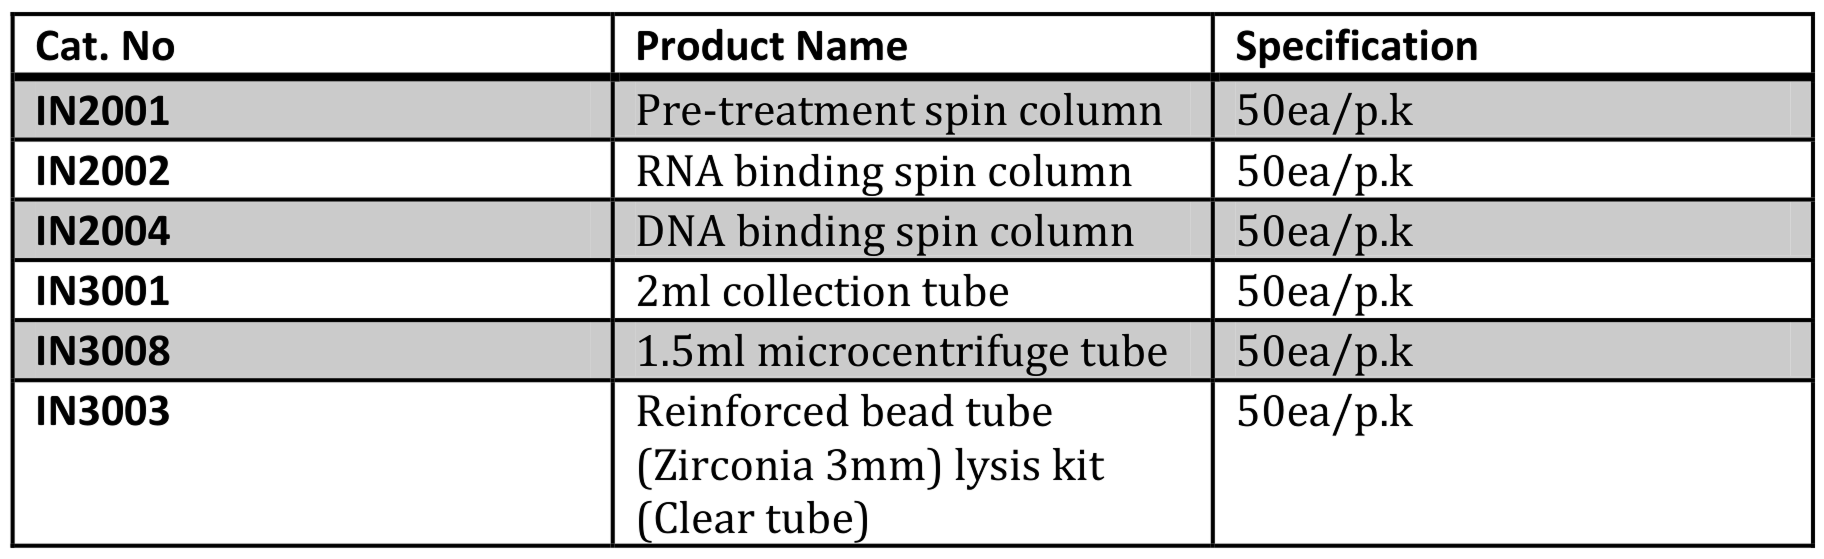 Cat. No Product Name Specification
IN2001 Pre-treatment spin column 50ea/p.k
IN2002 RNA binding spin column 50ea/p.k
IN2004 DNA binding spin column 50ea/p.k
IN3001 2ml collection tube 50ea/p.k
IN3008 1.5ml microcentrifuge tube 50ea/p.k
IN3003 Reinforced bead tube 50ea/p.k
(Zirconia 3mm) lysis kit
(Clear tube)